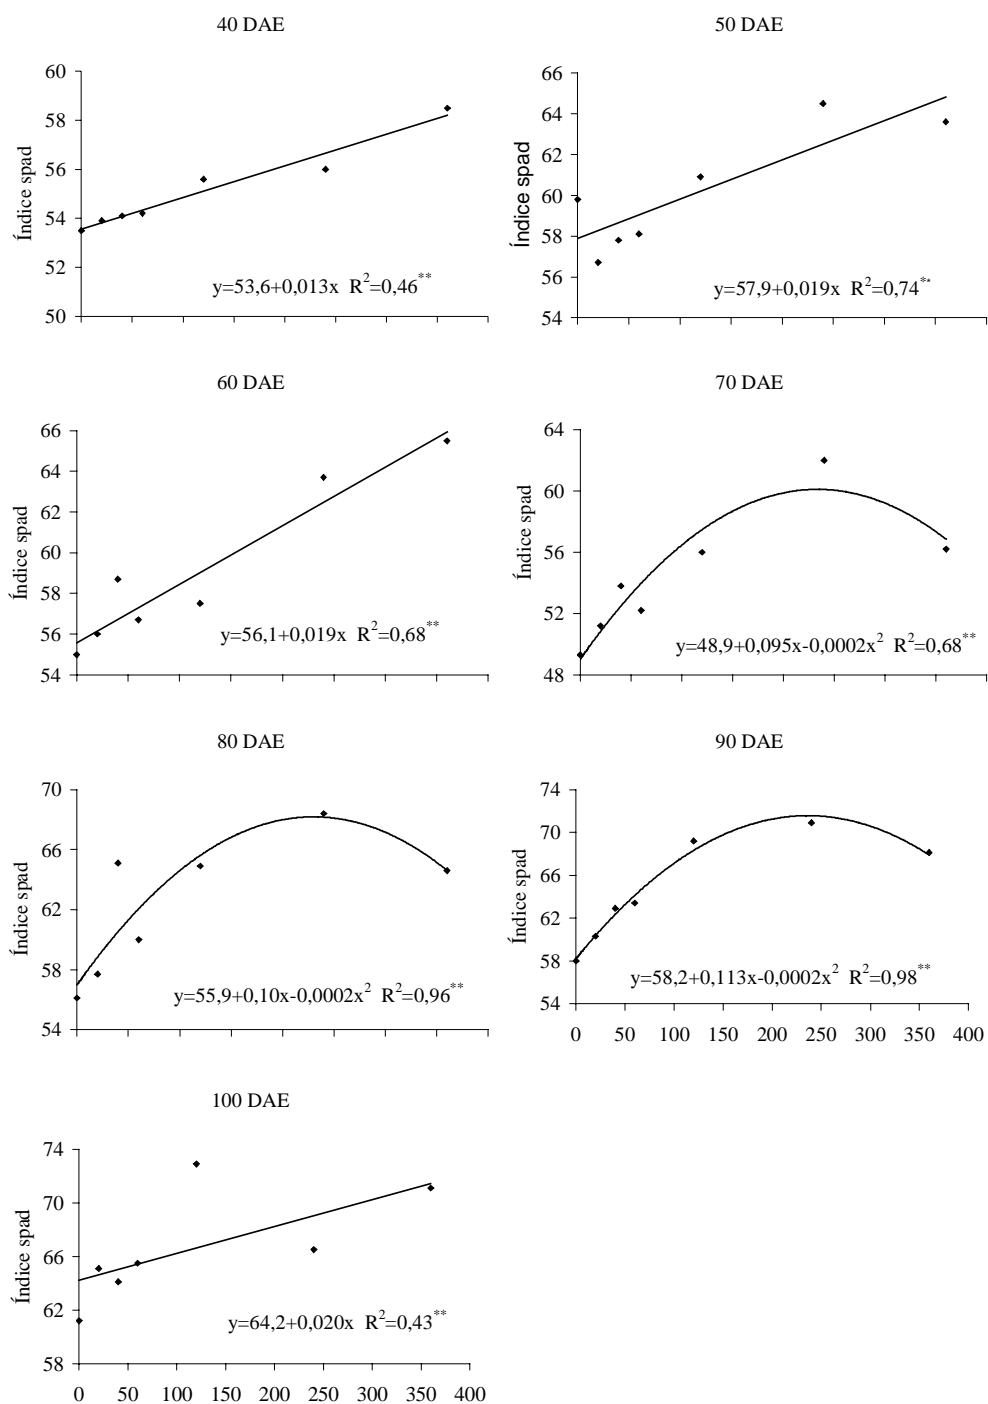 40 DAE
Índice spad
60
58
56
54
52
50
y=53,6+0,013x R²=0,46**
50 DAE
Índice spad
66
64
62
60
58
56
54
y=57,9+0,019x R²=0,74**
60 DAE
Índice spad
66
64
62
60
58
56
54
y=56,1+0,019x R²=0,68**
70 DAE
Índice spad
64
60
56
52
48
y=48,9+0,095x-0,0002x² R²=0,68**
80 DAE
Índice spad
70
66
62
58
54
y=55,9+0,10x-0,0002x² R²=0,96**
90 DAE
Índice spad
74
70
66
62
58
54
y=58,2+0,113x-0,0002x² R²=0,98**
0 50 100 150 200 250 300 350 400
100 DAE
Índice spad
74
70
66
62
58
y=64,2+0,020x R²=0,43**
0 50 100 150 200 250 300 350 400